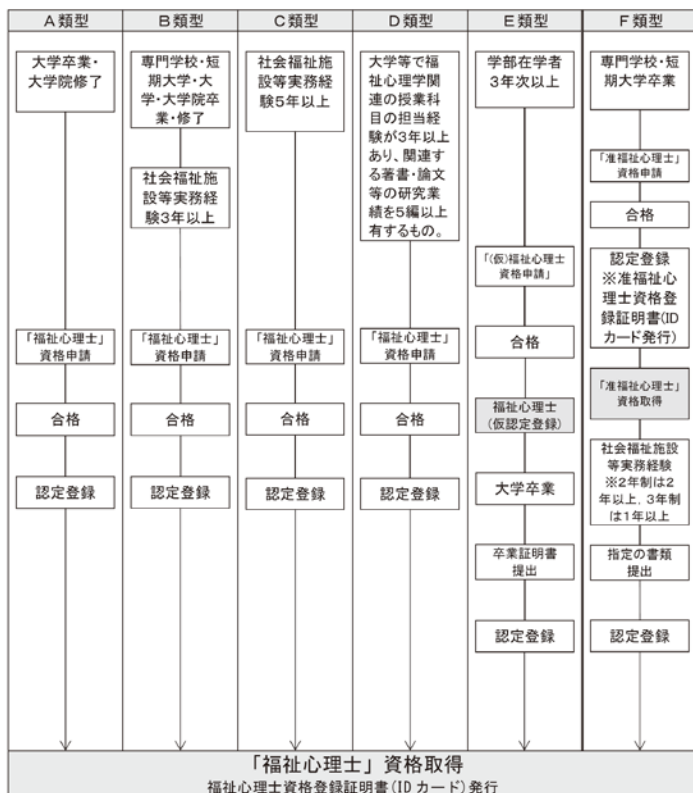 A類型
大学卒業・
大学院修了
「福祉心理士」
資格申請
合格
認定登録
B類型
専門学校・短
期大学・大
学・大学院卒
業・修了
社会福祉施
設等実務経
験3年以上
「福祉心理士」
資格申請
合格
認定登録
C類型
社会福祉施
設等実務経
験5年以上
「福祉心理士」
資格申請
合格
認定登録
D類型
大学等で福
祉心理学関
連の授業科
目の担当経
験が3年以上
あり、関連す
る著書・論文
等の研究業
績を5編以上
有するもの。
「福祉心理士」
資格申請
合格
認定登録
E類型
学部在学者
3年次以上
「(仮)福祉心理士
資格申請」
合格
福祉心理士
(仮認定登録)
大学卒業
卒業証明書
提出
認定登録
F類型
専門学校・短
期大学卒業
「准福祉心理士」
資格申請
合格
認定登録
※准福祉心
理士資格登
録証明書(ID
カード発行)
「准福祉心理士」
資格取得
社会福祉施設
等実務経験
※2年制は2
年以上，3年制
は1年以上
指定の書類
提出
認定登録
「福祉心理士」資格取得
福祉心理士資格登録証明書(IDカード)発行